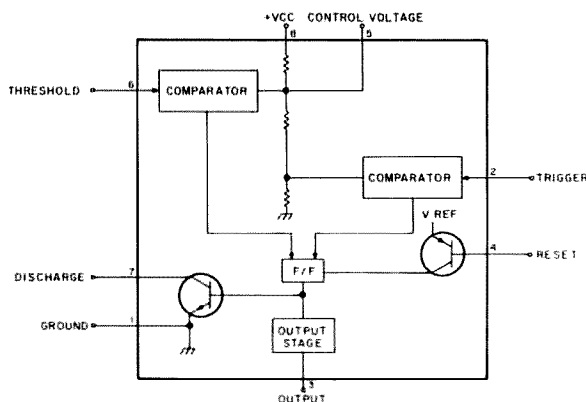 +VCC CONTROL VOLTAGE
8 5
6
THRESHOLD COMPARATOR
2
COMPARATOR TRIGGER
V REF
4
RESET
F/F
7
DISCHARGE
1
GROUND
OUTPUT
STAGE
3
OUTPUT